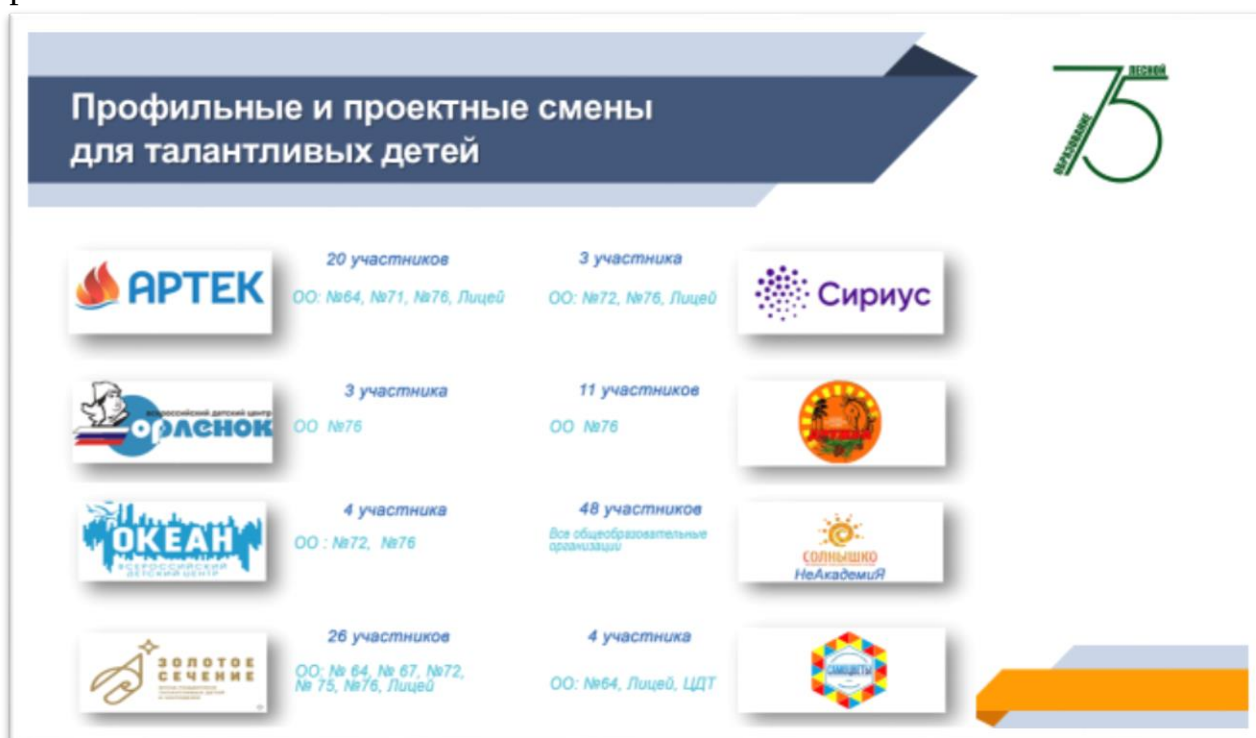 Профильные и проектные смены
для талантливых детей
ЛЕСНОЙ
75
ОБРАЗОВАНИЕ
АРТЕК
20 участников
ОО: №64, №71, №76, Лицей
3 участника
ОО: №72, №76, Лицей
Сириус
всероссийский детский центр
орленок
3 участника
ОО №76
11 участников
ОО №76
ОКЕАН
ВСЕРОССИЙСКИЙ
ДЕТСКИЙ ЦЕНТР
4 участника
ОО : №72, №76
48 участников
Все общеобразовательные
организации
СОЛНЫШКО
НеАкадемиЯ
ЗОЛОТОЕ
СЕЧЕНИЕ
26 участников
ОО: № 64, № 67, №72,
№ 75, №76, Лицей
4 участника
ОО: №64, Лицей, ЦДТ
САМОЦВЕТЫ